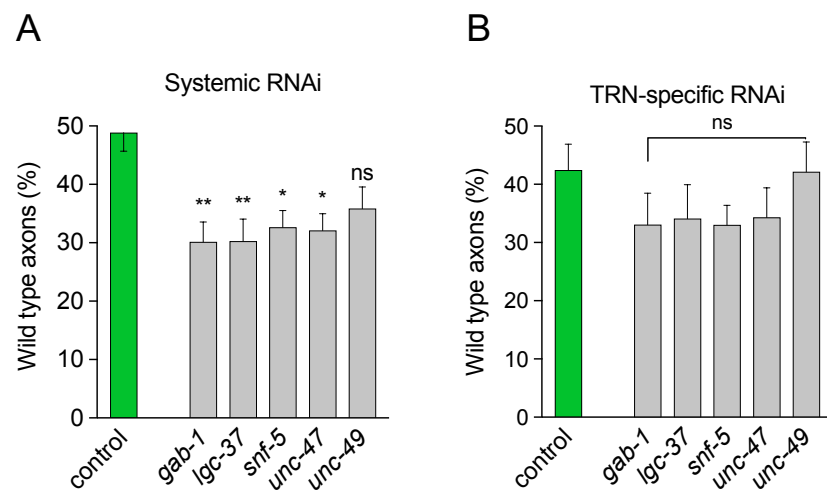 A
Systemic RNAi
Wild type axons (%)
50
40
30
20
10
0
** ** * * ns
control gab-1 lgc-37 snf-5 unc-47 unc-49
B
TRN-specific RNAi
ns
Wild type axons (%)
50
40
30
20
10
0
control gab-1 lgc-37 snf-5 unc-47 unc-49